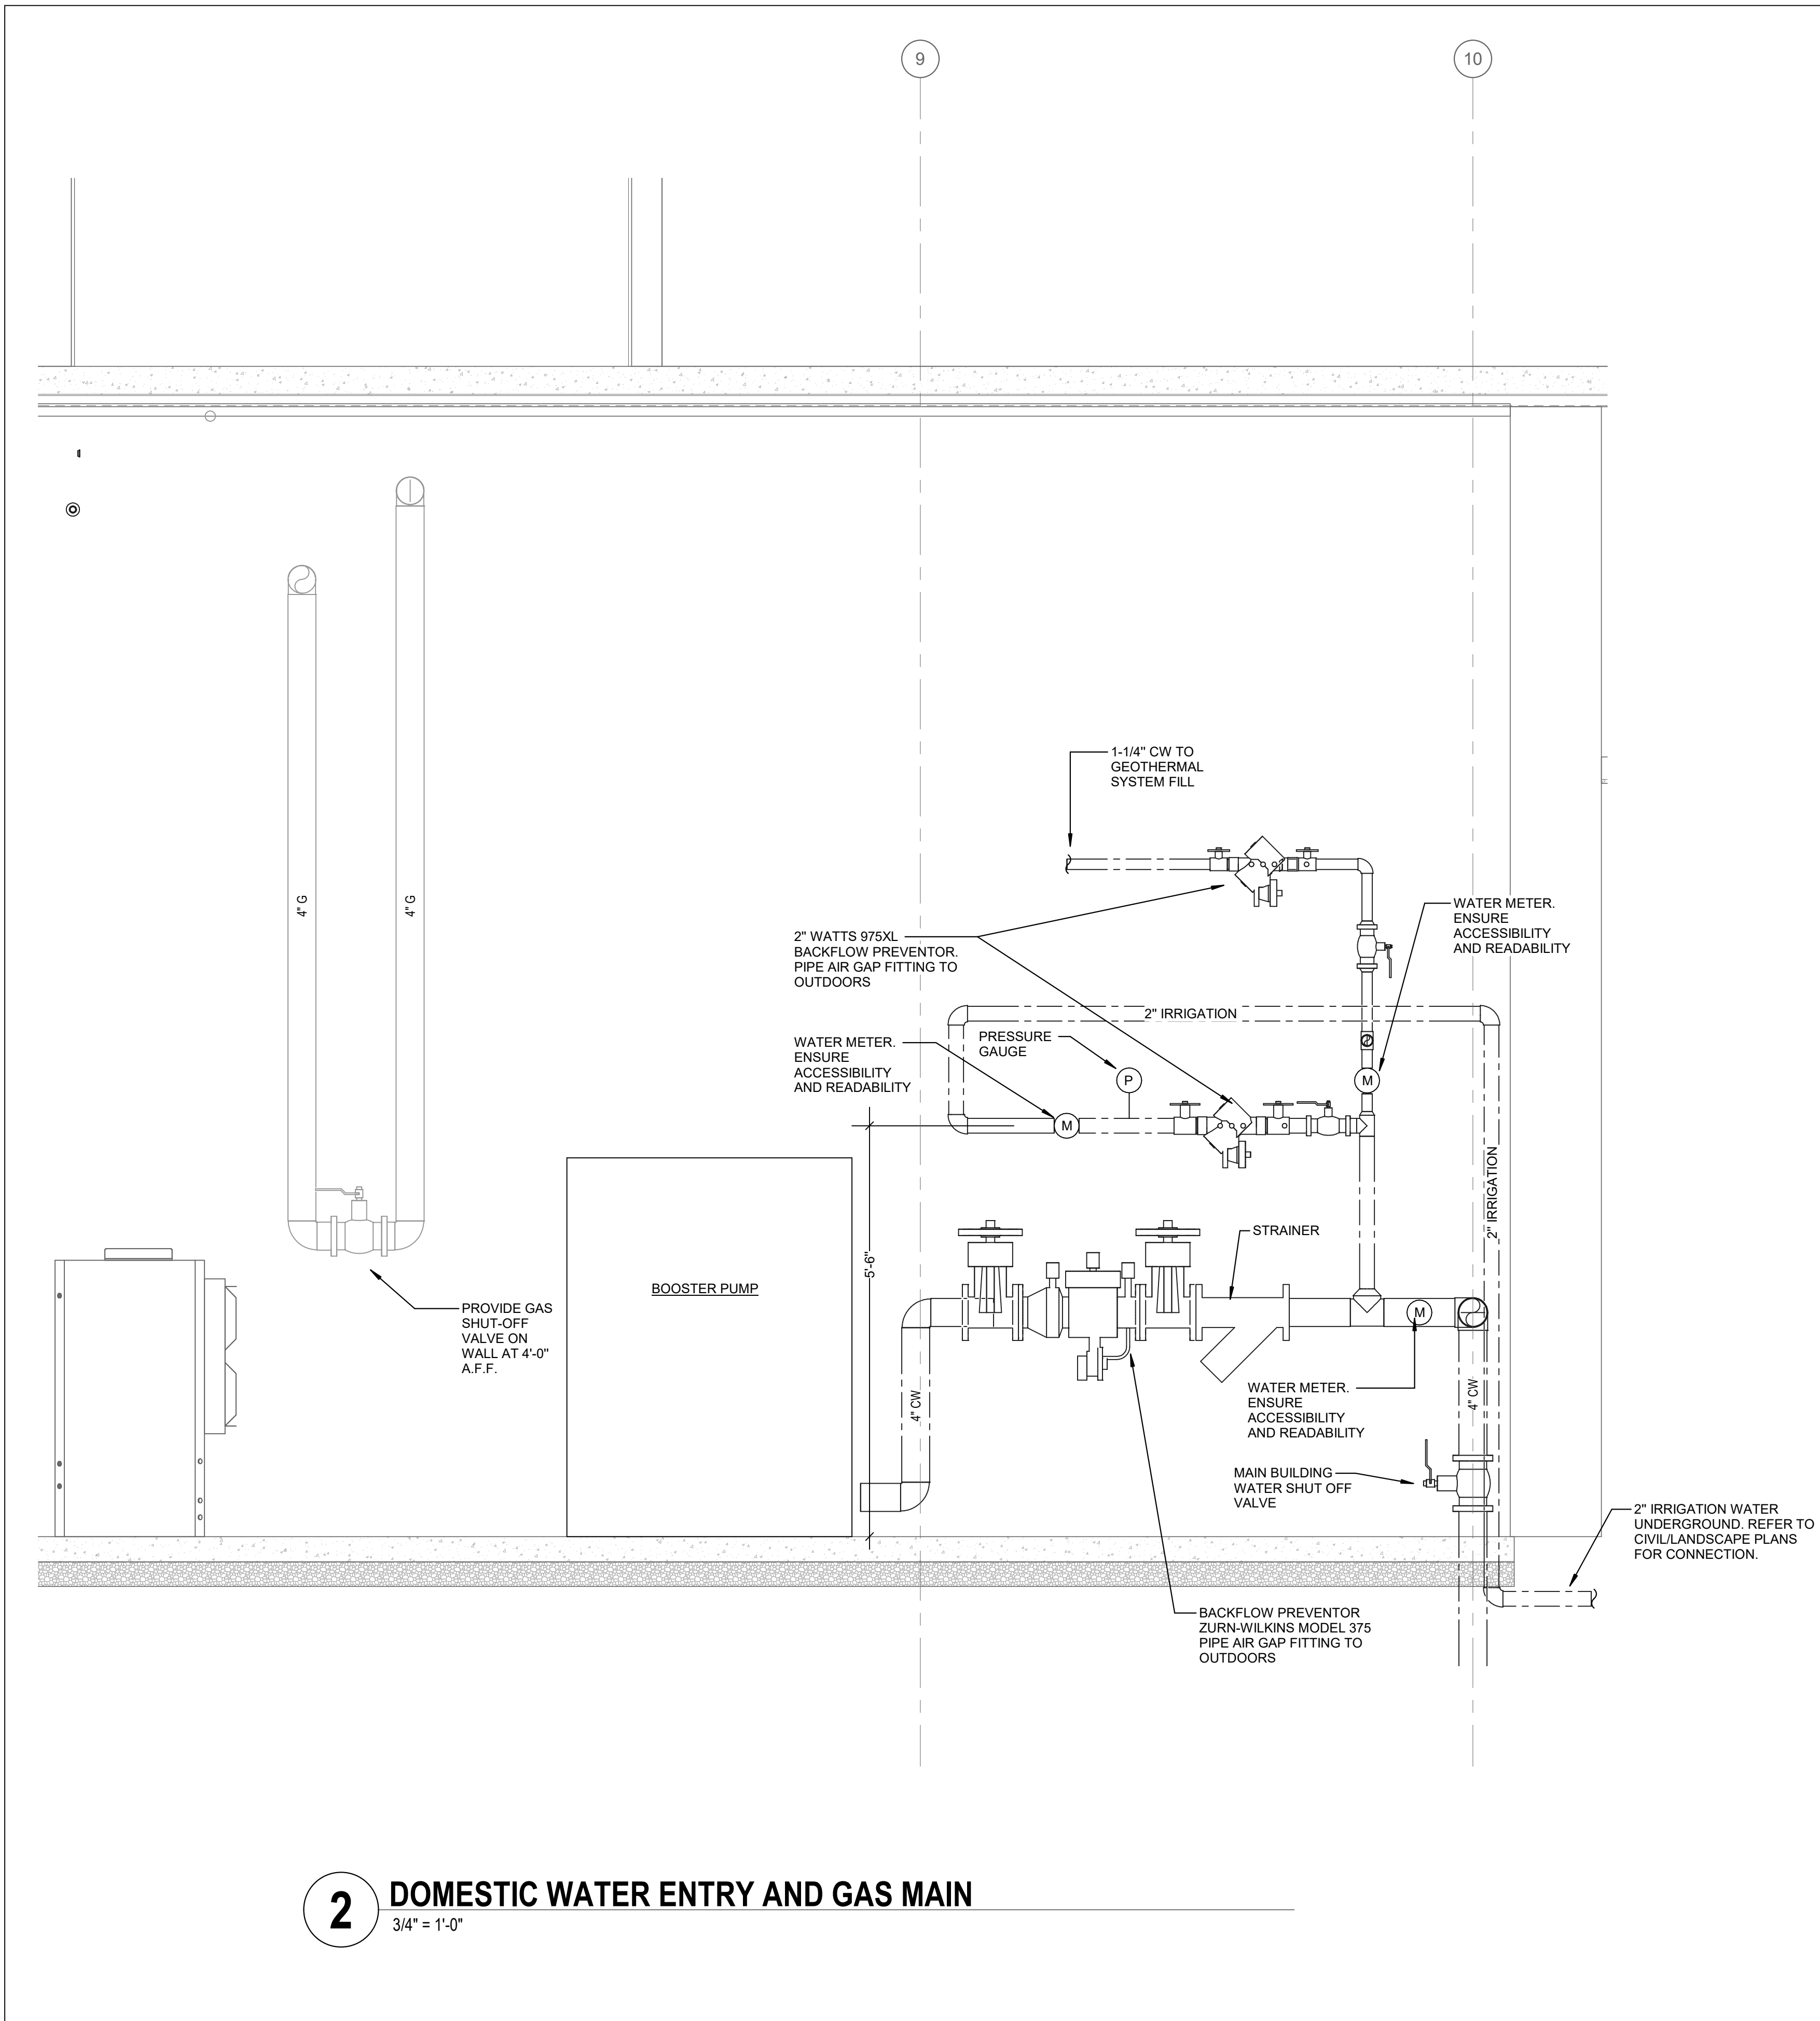 9
10
1-1/4" CW TO
GEOTHERMAL
SYSTEM FILL
4" G
4" G
2" WATTS 975XL
BACKFLOW PREVENTOR.
PIPE AIR GAP FITTING TO
OUTDOORS
WATER METER.
ENSURE
ACCESSIBILITY
AND READABILITY
2" IRRIGATION
WATER METER.
ENSURE
ACCESSIBILITY
AND READABILITY
PRESSURE
GAUGE
P
M
M
2" IRRIGATION
STRAINER
5'-6"
BOOSTER PUMP
PROVIDE GAS
SHUT-OFF
VALVE ON
WALL AT 4'-0"
A.F.F.
M
4" CW
4" CW
WATER METER.
ENSURE
ACCESSIBILITY
AND READABILITY
MAIN BUILDING
WATER SHUT OFF
VALVE
2" IRRIGATION WATER
UNDERGROUND. REFER TO
CIVIL/LANDSCAPE PLANS
FOR CONNECTION.
BACKFLOW PREVENTOR
ZURN-WILKINS MODEL 375
PIPE AIR GAP FITTING TO
OUTDOORS
2
DOMESTIC WATER ENTRY AND GAS MAIN
3/4" = 1'-0"